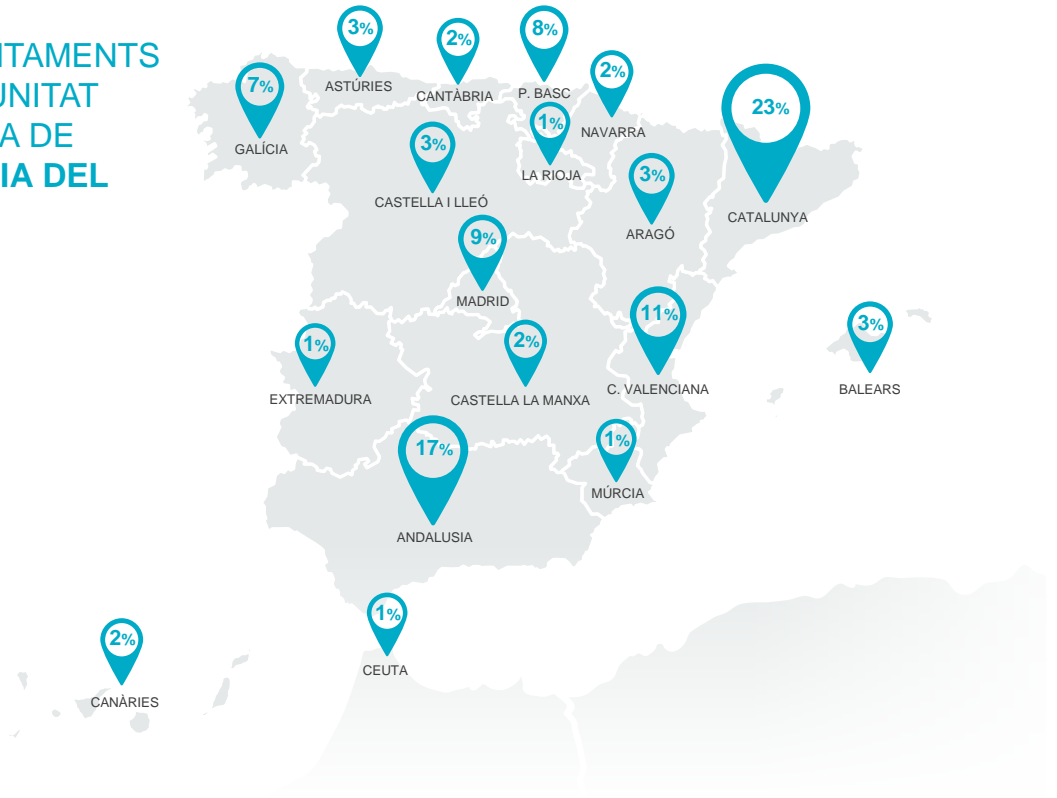 ITAMENTS
UNITAT
A DE
IA DEL
3%
ASTÚRIES
2%
CANTÀBRIA
8%
P. BASC
2%
NAVARRA
7%
GALÍCIA
1%
LA RIOJA
23%
CATALUNYA
3%
CASTELLA I LLEÓ
3%
ARAGÓ
9%
MADRID
11%
C. VALENCIANA
3%
BALEARS
1%
EXTREMADURA
2%
CASTELLA LA MANXA
17%
ANDALUSIA
1%
MÚRCIA
1%
CEUTA
2%
CANÀRIES